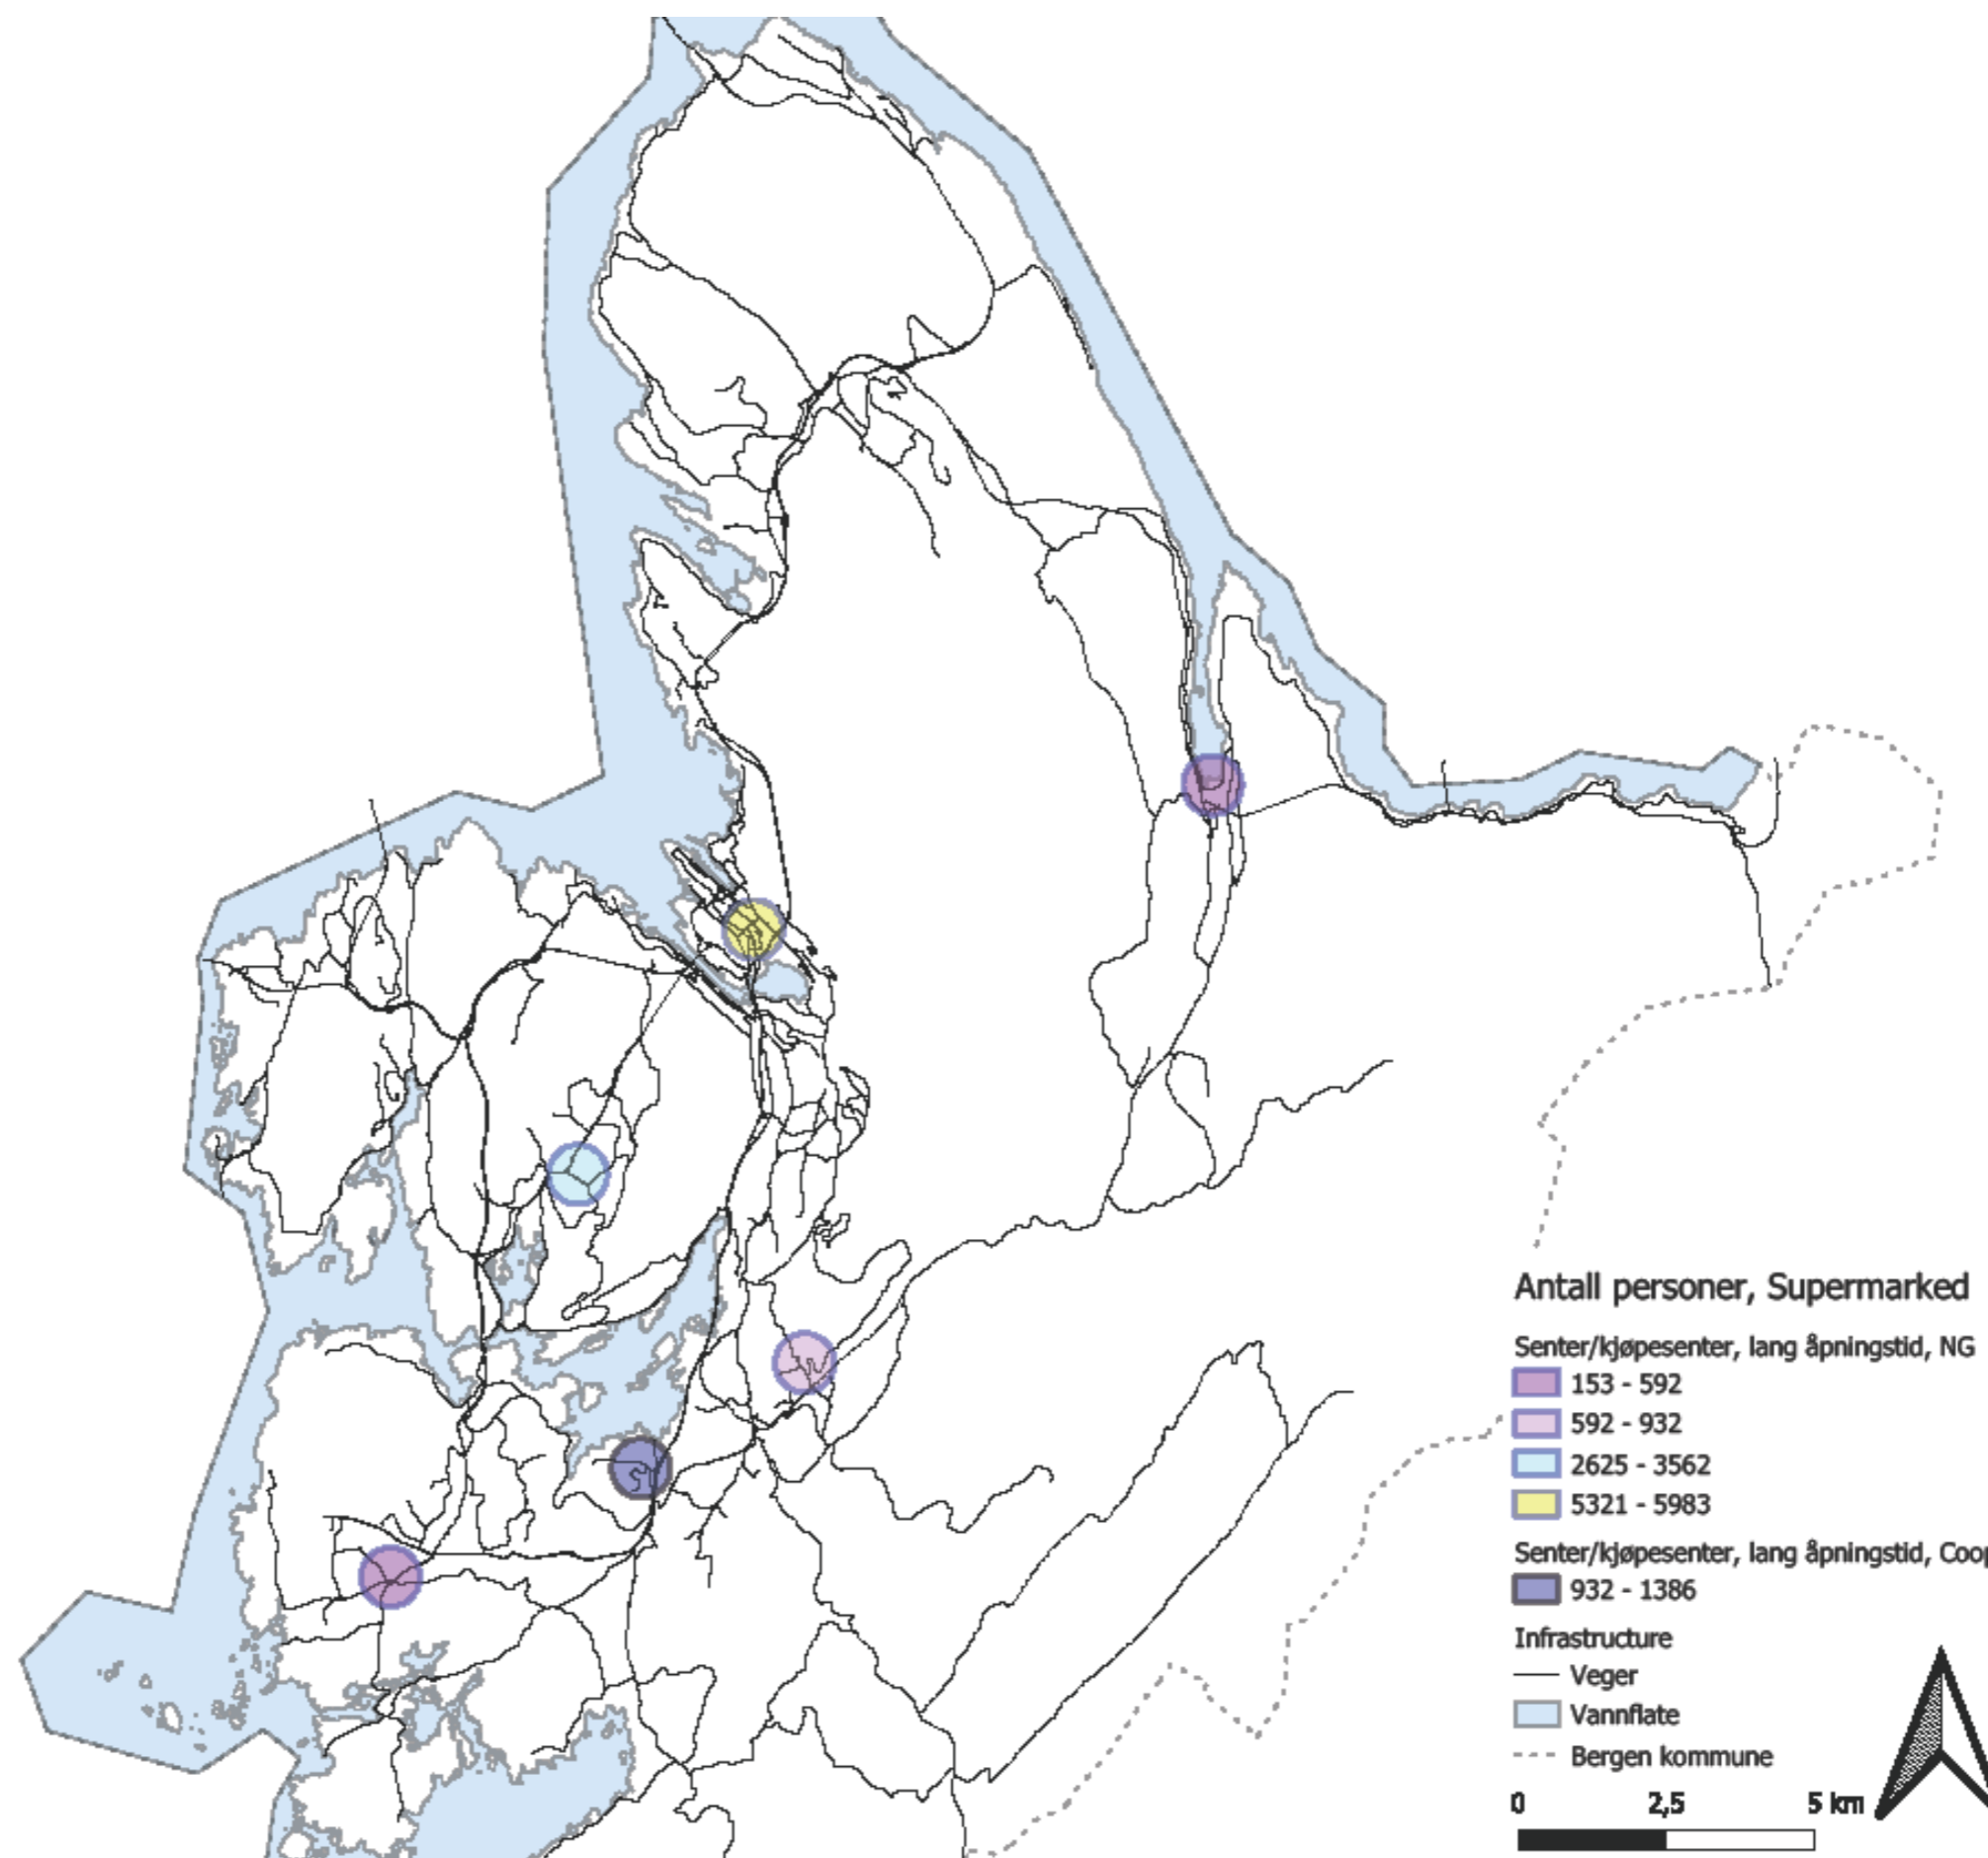 Antall personer, Supermarked
Senter/kjøpesenter, lang åpningstid, NG
153 - 592
592 - 932
2625 - 3562
5321 - 5983
Senter/kjøpesenter, lang åpningstid, Coop
932 - 1386
Infrastructure
Veger
Vannflate
Bergen kommune
0 2,5 5 km